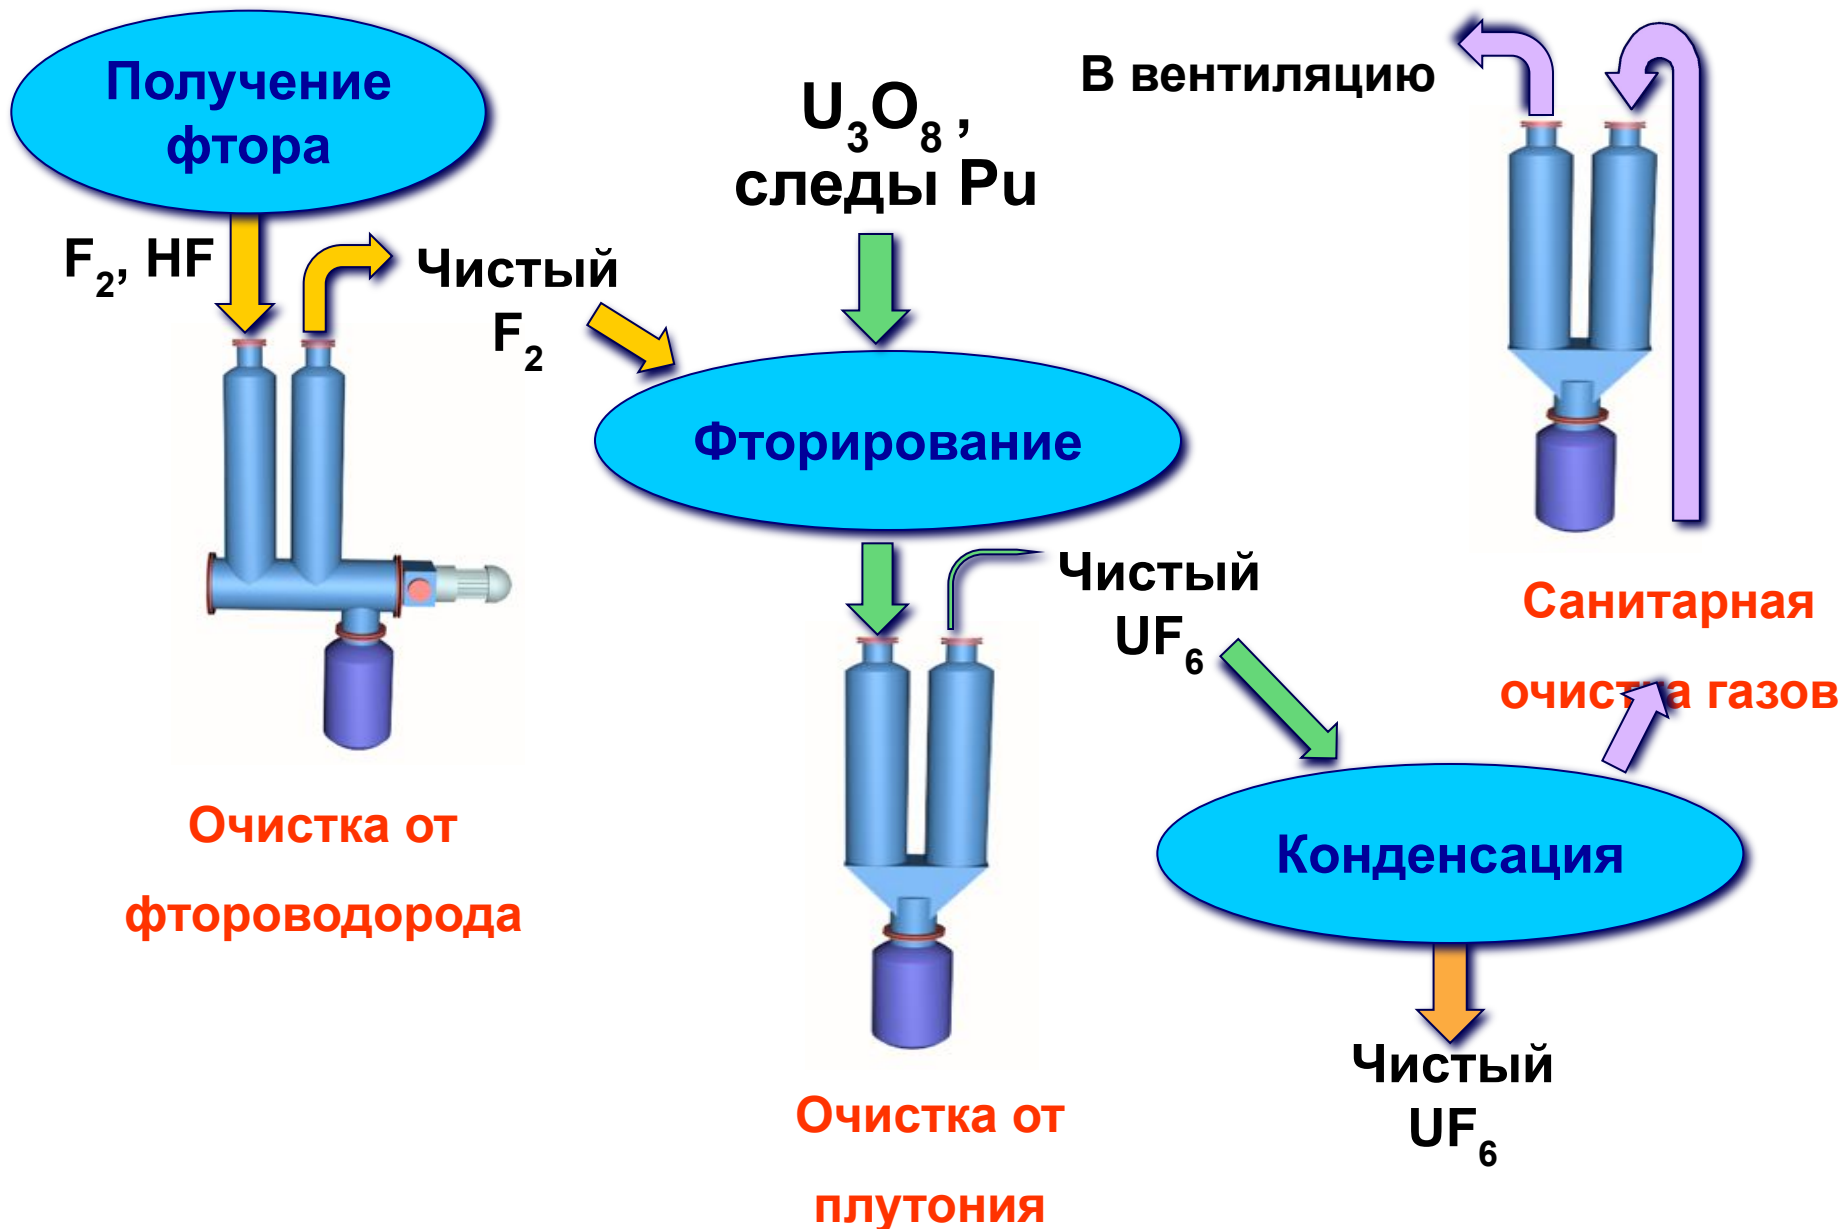 Получение
фтора
F₂, HF
Чистый
F₂
U₃O₈ ,
следы Pu
В вентиляцию
Фторирование
Чистый
UF₆
Санитарная
очистка газов
Очистка от
фтороводорода
Конденсация
Чистый
UF₆
Очистка от
плутония